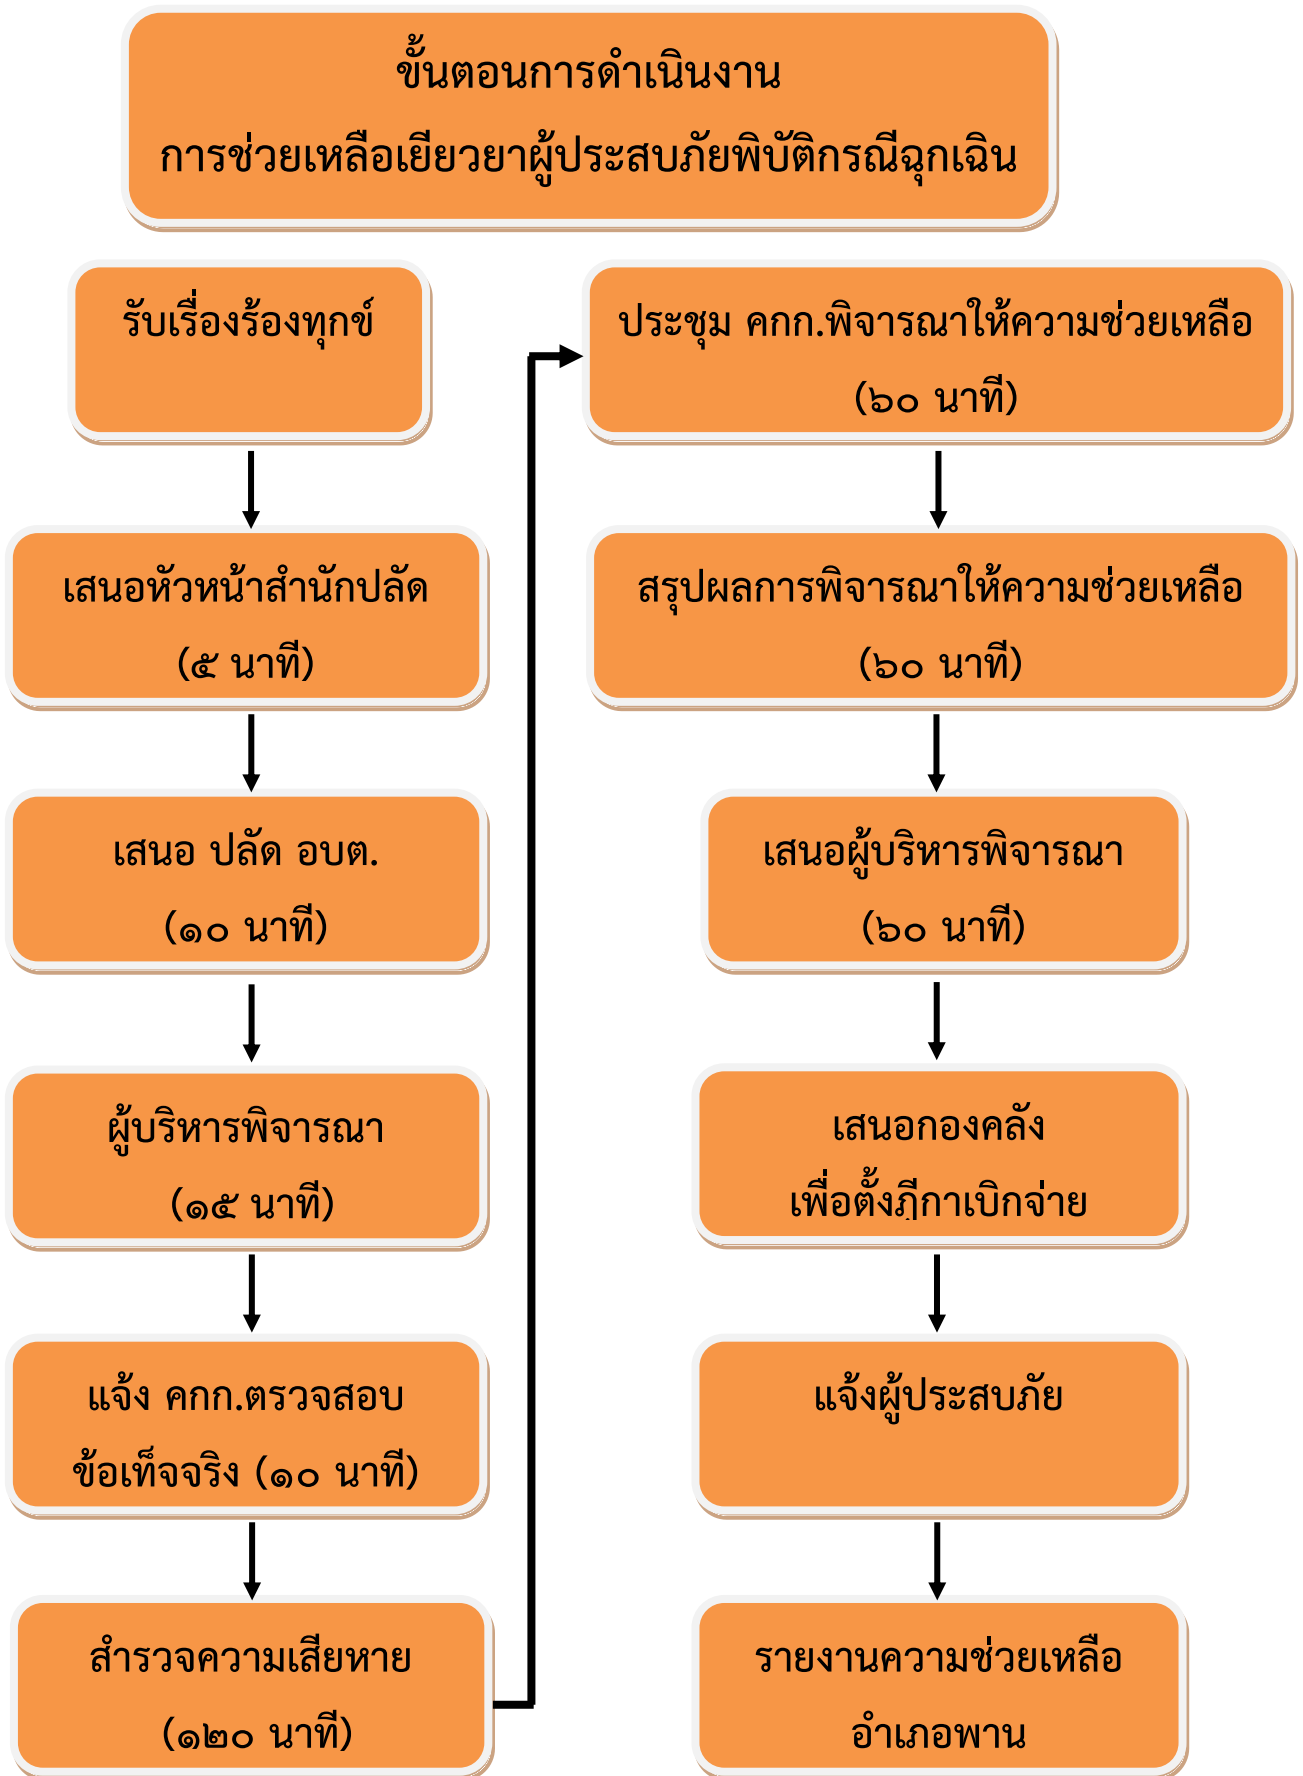 ขั้นตอนการดำเนินงาน
การช่วยเหลือเยียวยาผู้ประสบภัยพิบัติกรณีฉุกเฉิน
รับเรื่องร้องทุกข์
เสนอหัวหน้าสำนักปลัด
(๕ นาที)
เสนอ ปลัด อบต.
(๑๐ นาที)
ผู้บริหารพิจารณา
(๑๕ นาที)
แจ้ง คกก.ตรวจสอบ
ข้อเท็จจริง (๑๐ นาที)
สำรวจความเสียหาย
(๑๒๐ นาที)
ประชุม คกก.พิจารณาให้ความช่วยเหลือ
(๖๐ นาที)
สรุปผลการพิจารณาให้ความช่วยเหลือ
(๖๐ นาที)
เสนอผู้บริหารพิจารณา
(๖๐ นาที)
เสนอกองคลัง
เพื่อตั้งฎีกาเบิกจ่าย
แจ้งผู้ประสบภัย
รายงานความช่วยเหลือ
อำเภอพาน